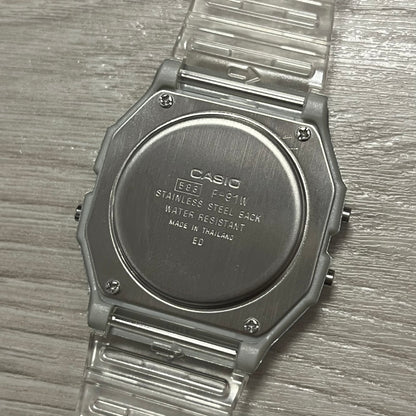 CASIO
593 F-91W
STAINLESS STEEL BACK
WATER RESISTANT
MADE IN THAILAND
ED